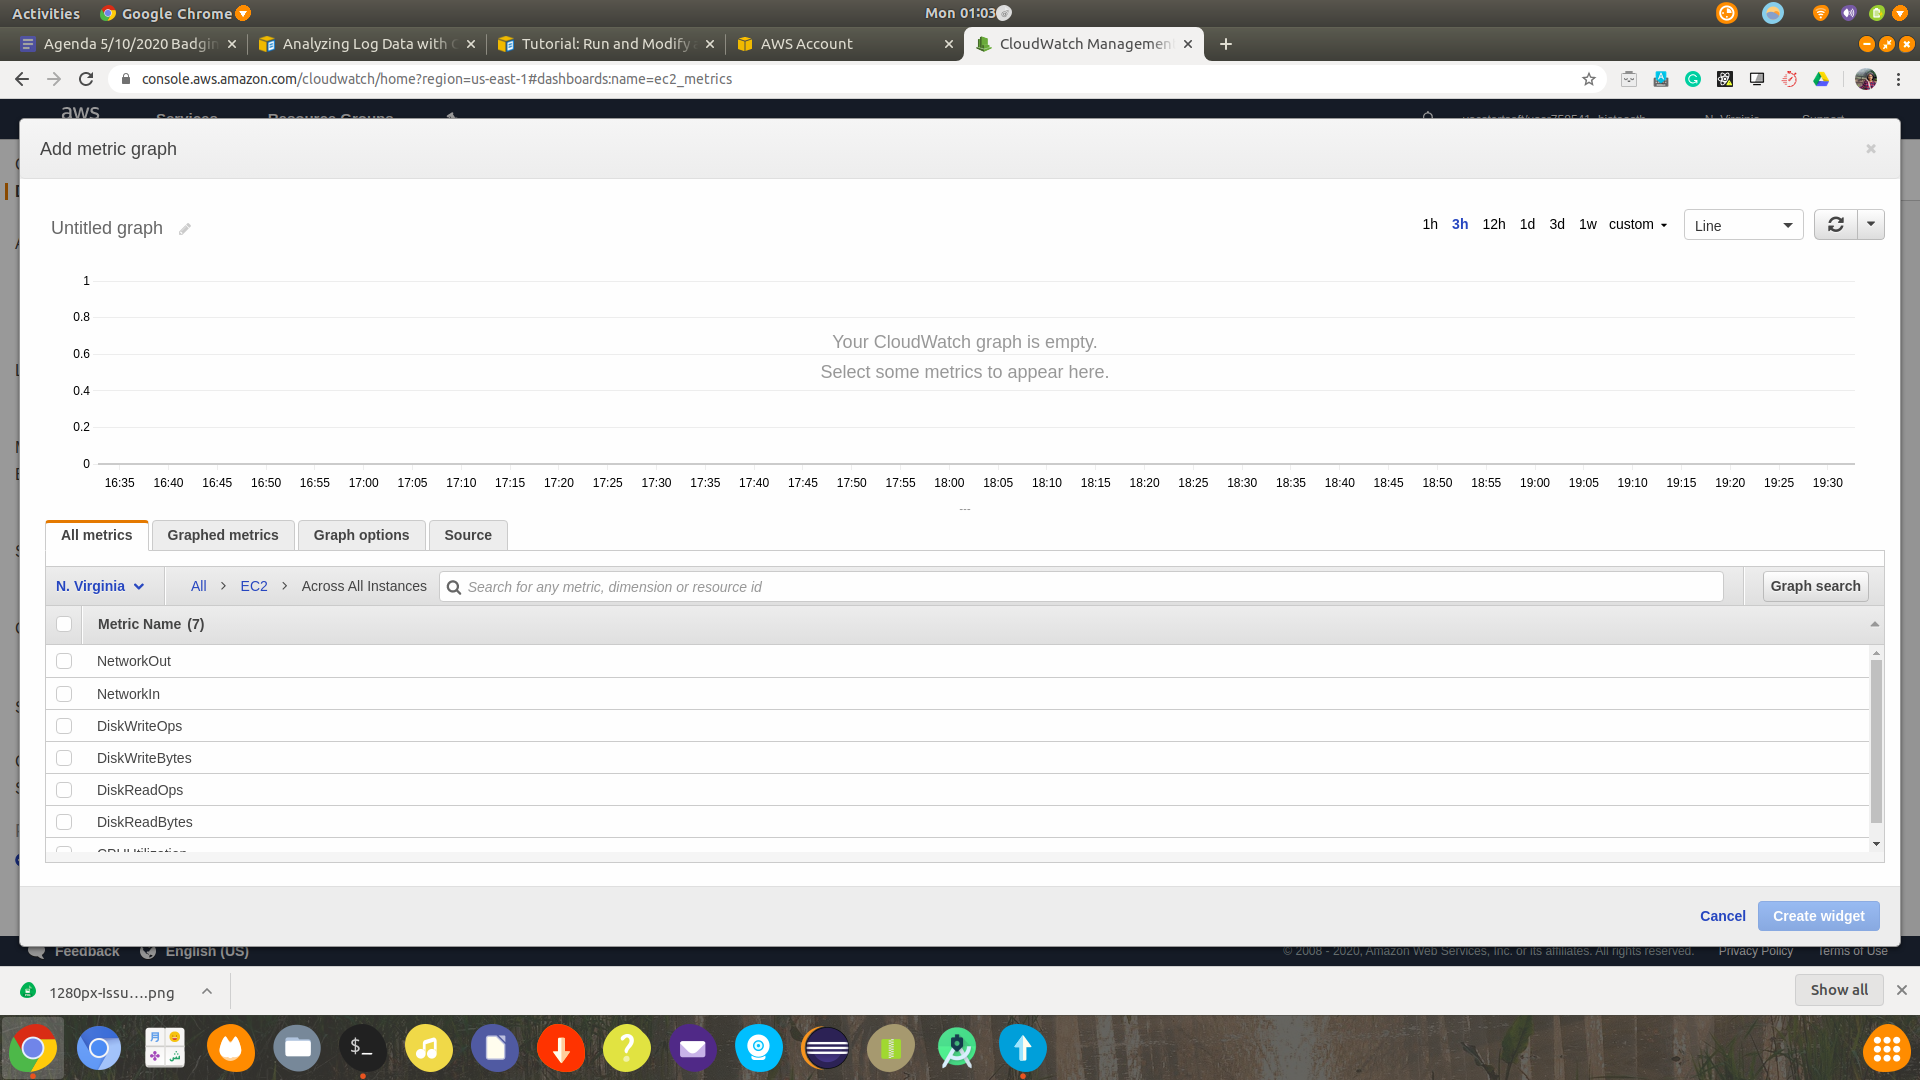 Activities Google Chrome Mon 01:03
Agenda 5/10/2020 Badgin Analyzing Log Data with Tutorial: Run and Modify AWS Account CloudWatch Managemen
console.aws.amazon.com/cloudwatch/home?region=us-east-1#dashboards:name=ec2_metrics
aws Services Resource Groups N. Virginia Support
Add metric graph
Untitled graph
1h 3h 12h 1d 3d 1w custom Line
1
0.8
0.6
0.4
0.2
0
Your CloudWatch graph is empty.
Select some metrics to appear here.
16:35 16:40 16:45 16:50 16:55 17:00 17:05 17:10 17:15 17:20 17:25 17:30 17:35 17:40 17:45 17:50 17:55 18:00 18:05 18:10 18:15 18:20 18:25 18:30 18:35 18:40 18:45 18:50 18:55 19:00 19:05 19:10 19:15 19:20 19:25 19:30
---
All metrics Graphed metrics Graph options Source
N. Virginia All > EC2 > Across All Instances Search for any metric, dimension or resource id Graph search
Metric Name (7)
NetworkOut
NetworkIn
DiskWriteOps
DiskWriteBytes
DiskReadOps
DiskReadBytes
CPUUtilization
Cancel Create widget
Feedback English (US) © 2008 - 2020, Amazon Web Services, Inc. or its affiliates. All rights reserved. Privacy Policy Terms of Use
1280px-Issu....png Show all